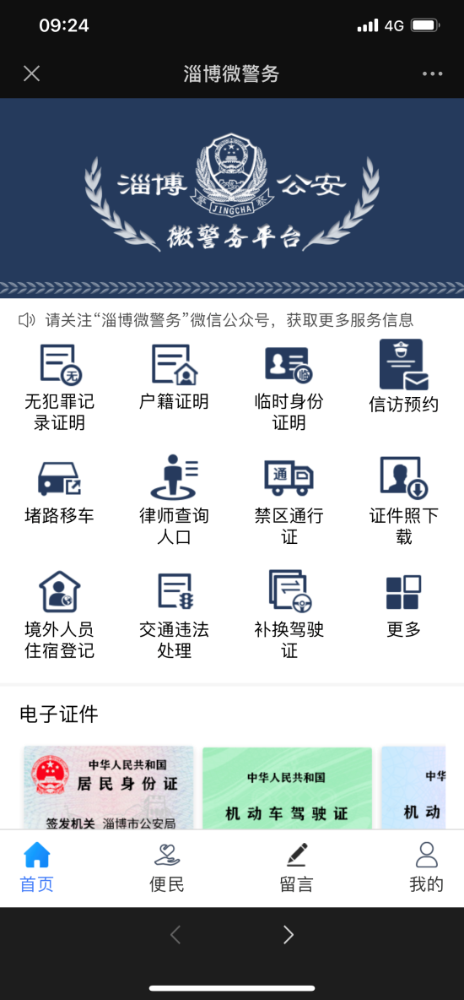 09:24
4G
淄博微警务
淄博 公安
JINGCHA
微警务平台
请关注“淄博微警务”微信公众号，获取更多服务信息
无
临
无犯罪记
录证明
户籍证明
临时身份
证明
信访预约
通
堵路移车
律师查询
人口
禁区通行
证
证件照下
载
境外人员
住宿登记
交通违法
处理
补换驾驶
证
更多
电子证件
中华人民共和国
居民身份证
签发机关 淄博市公安局
中华人民共和国
机动车驾驶证
中华
机动
首页
便民
留言
我的